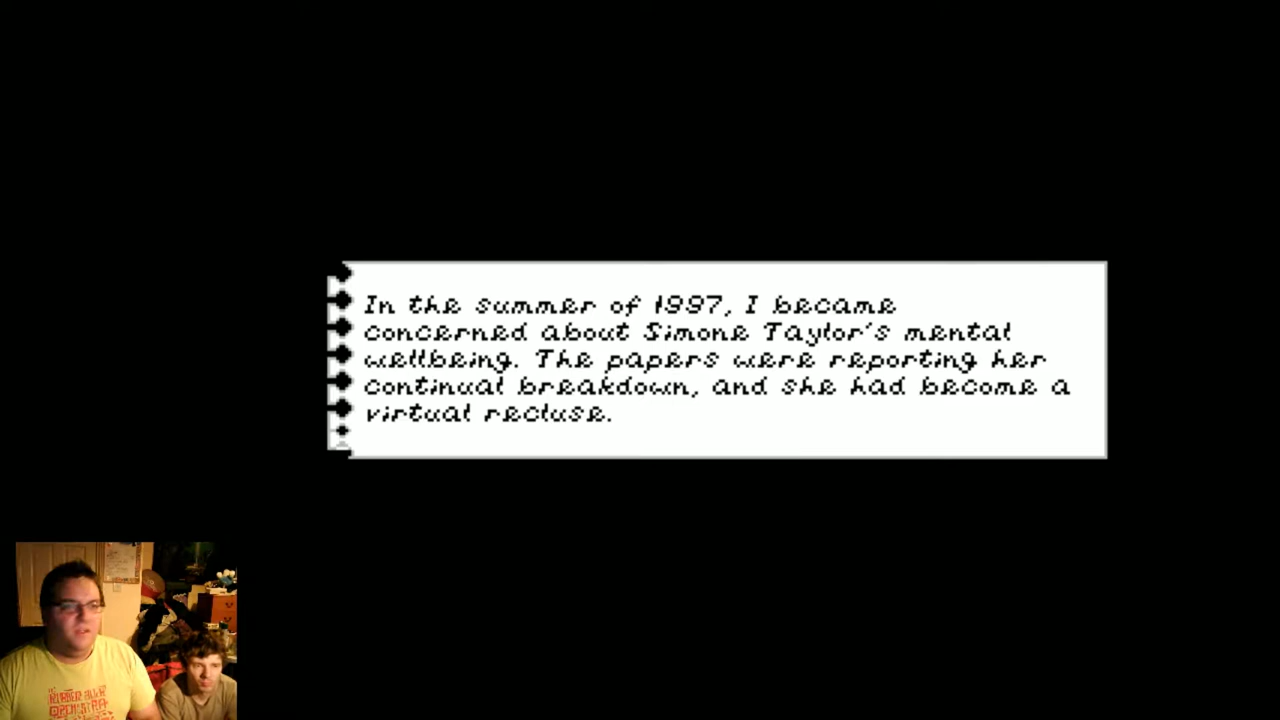 In the summer of 1997, I became
concerned about Simone Taylor's mental
wellbeing. The papers were reporting her
continual breakdown, and she had become a
virtual recluse.